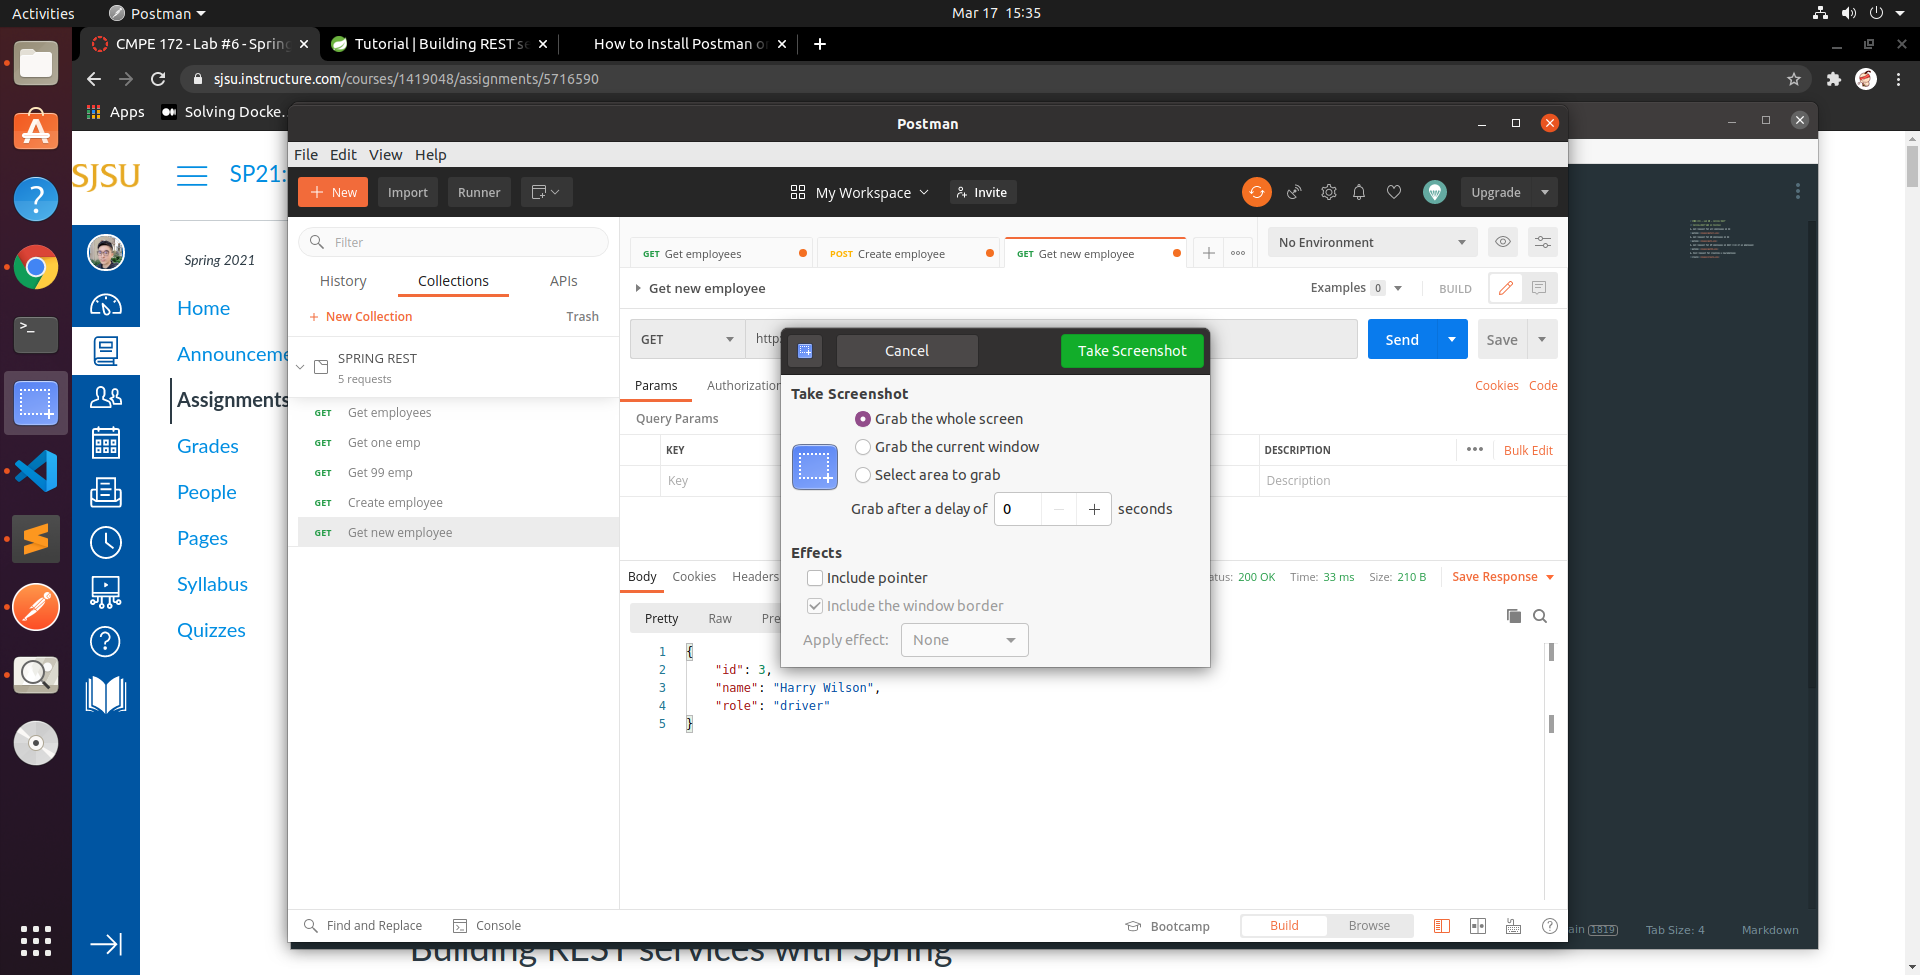 Activities
Postman
Mar 17 15:35
CMPE 172 - Lab #6 - Spring
Tutorial | Building REST se
How to Install Postman o
sjsu.instructure.com/courses/1419048/assignments/5716590
Apps
Solving Docke..
Postman
File Edit View Help
New
Import
Runner
My Workspace
Invite
Upgrade
SJSU
SP21:
Spring 2021
Home
Announceme
Assignments
Grades
People
Pages
Syllabus
Quizzes
Filter
History
Collections
APIs
+ New Collection
Trash
SPRING REST
5 requests
GET Get employees
GET Get one emp
GET Get 99 emp
GET Create employee
GET Get new employee
GET Get employees
POST Create employee
GET Get new employee
No Environment
Get new employee
Examples 0
BUILD
GET
http:
Send
Save
Params
Authorization
Cookies Code
Query Params
KEY
DESCRIPTION
Bulk Edit
Key
Description
Cancel
Take Screenshot
Take Screenshot
Grab the whole screen
Grab the current window
Select area to grab
Grab after a delay of 0 seconds
Effects
Include pointer
Include the window border
Apply effect: None
Body
Cookies
Headers
atus: 200 OK
Time: 33 ms
Size: 210 B
Save Response
Pretty
Raw
Pre
1 {
2 "id": 3,
3 "name": "Harry Wilson",
4 "role": "driver"
5 }
Find and Replace
Console
Bootcamp
Build
Browse
ain 1819
Tab Size: 4
Markdown
Building REST services with Spring